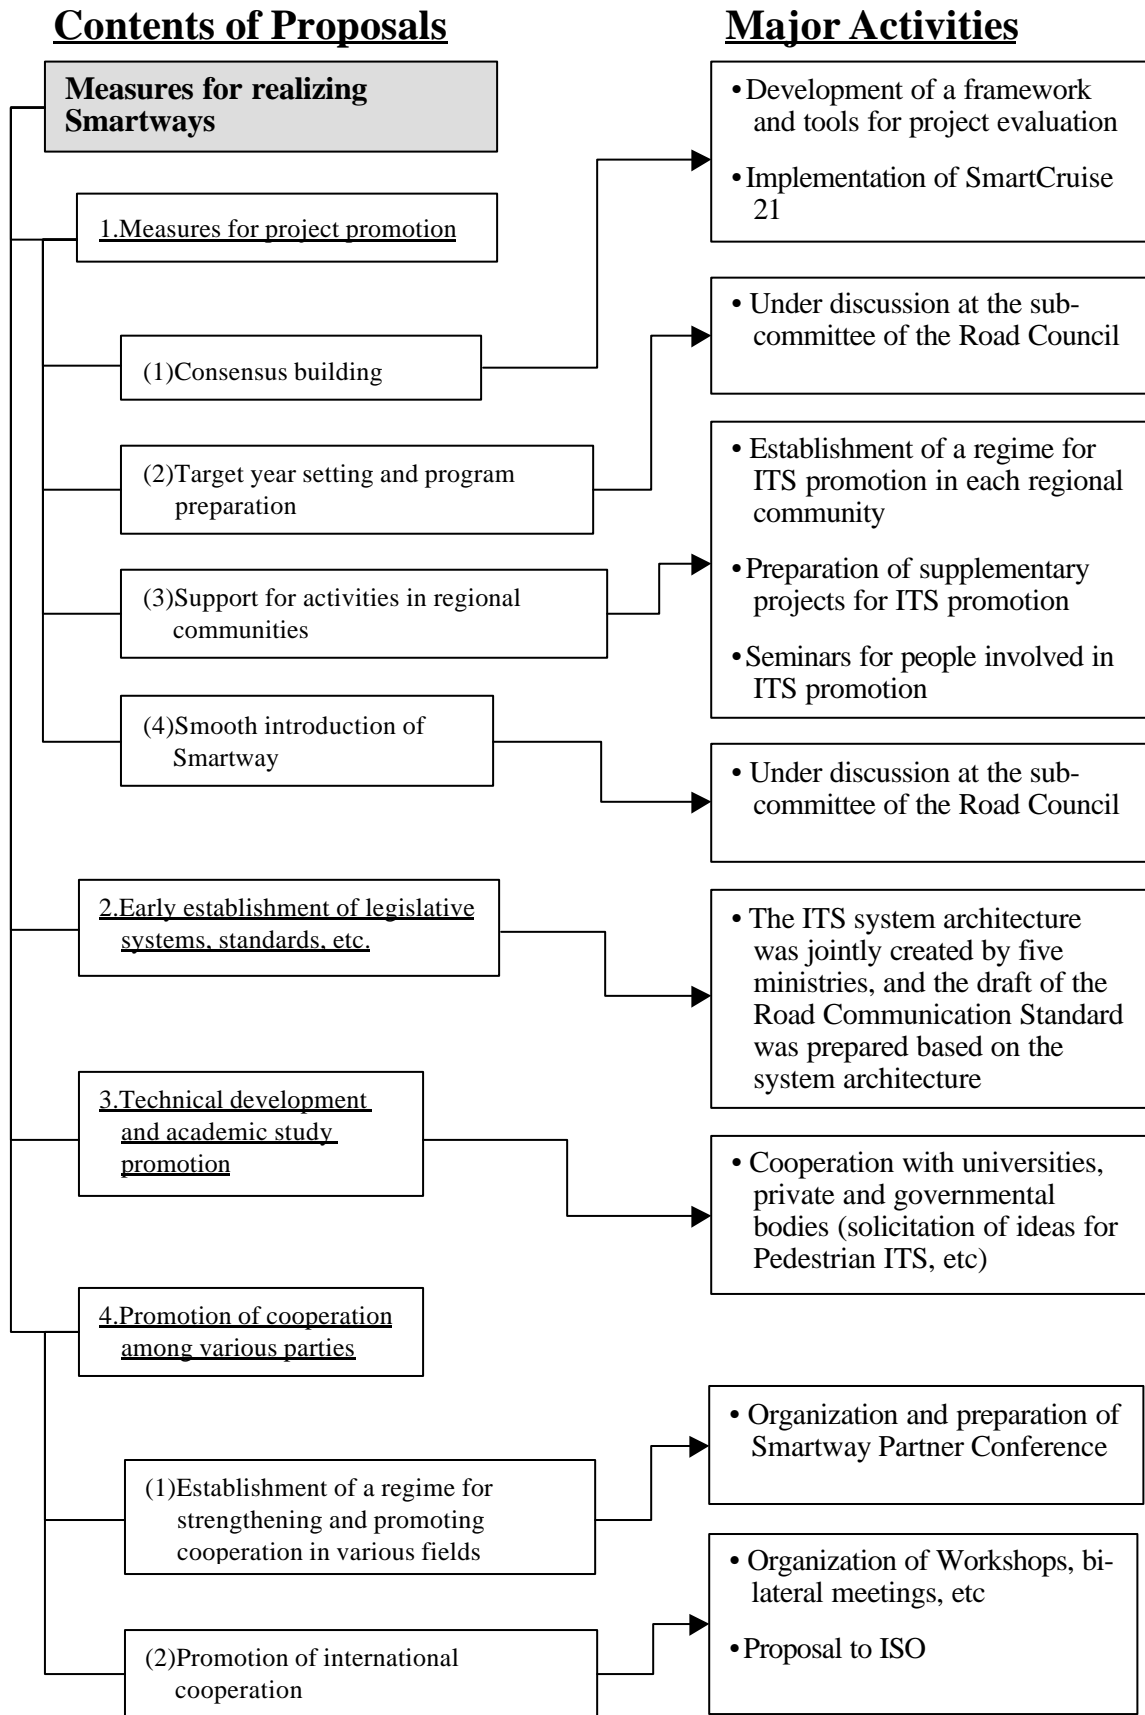 Contents of Proposals
Measures for realizing
Smartways
1.Measures for project promotion
(1)Consensus building
(2)Target year setting and program
preparation
(3)Support for activities in regional
communities
(4)Smooth introduction of
Smartway
2.Early establishment of legislative
systems, standards, etc.
3.Technical development
and academic study
promotion
4.Promotion of cooperation
among various parties
(1)Establishment of a regime for
strengthening and promoting
cooperation in various fields
(2)Promotion of international
cooperation
Major Activities
•Development of a framework
and tools for project evaluation
•Implementation of SmartCruise
21
• Under discussion at the sub-
committee of the Road Council
• Establishment of a regime for
ITS promotion in each regional
community
•Preparation of supplementary
projects for ITS promotion
•Seminars for people involved in
ITS promotion
• Under discussion at the sub-
committee of the Road Council
• The ITS system architecture
was jointly created by five
ministries, and the draft of the
Road Communication Standard
was prepared based on the
system architecture
• Cooperation with universities,
private and governmental
bodies (solicitation of ideas for
Pedestrian ITS, etc)
• Organization and preparation of
Smartway Partner Conference
• Organization of Workshops, bi-
lateral meetings, etc
•Proposal to ISO